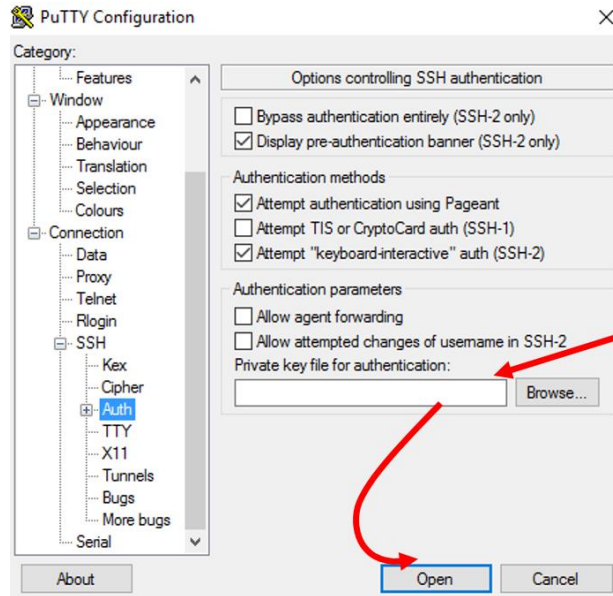 PuTTY Configuration
Category:
Features
Window
Appearance
Behaviour
Translation
Selection
Colours
Connection
Data
Proxy
Telnet
Rlogin
SSH
Kex
Cipher
Auth
TTY
X11
Tunnels
Bugs
More bugs
Serial
Options controlling SSH authentication
Bypass authentication entirely (SSH-2 only)
Display pre-authentication banner (SSH-2 only)
Authentication methods
Attempt authentication using Pageant
Attempt TIS or CryptoCard auth (SSH-1)
Attempt "keyboard-interactive" auth (SSH-2)
Authentication parameters
Allow agent forwarding
Allow attempted changes of username in SSH-2
Private key file for authentication:
Browse...
About
Open
Cancel